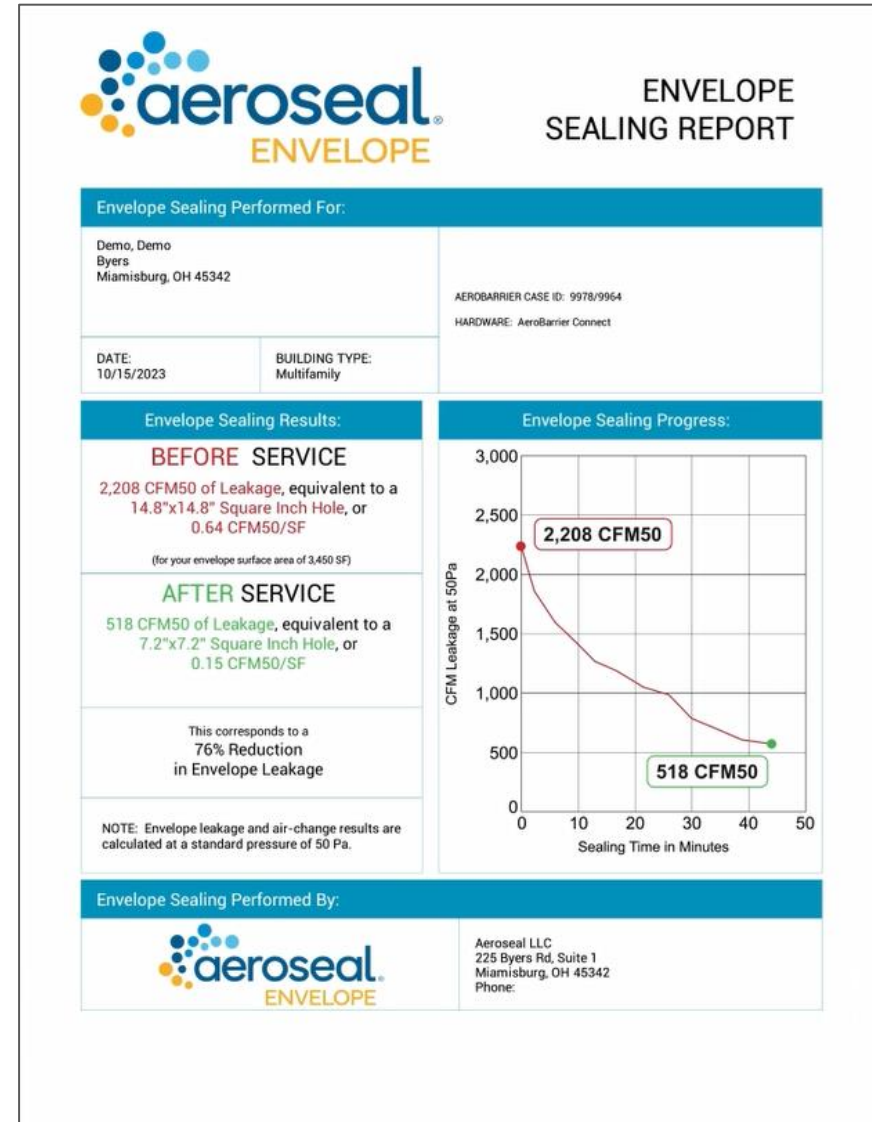 aeroseal®
ENVELOPE
ENVELOPE
SEALING REPORT
Envelope Sealing Performed For:
Demo, Demo
Byers
Miamisburg, OH 45342
AEROBARRIER CASE ID: 9978/9964
HARDWARE: AeroBarrier Connect
DATE:
10/15/2023
BUILDING TYPE:
Multifamily
Envelope Sealing Results:
BEFORE SERVICE
2,208 CFM50 of Leakage, equivalent to a
14.8"x14.8" Square Inch Hole, or
0.64 CFM50/SF
(for your envelope surface area of 3,450 SF)
AFTER SERVICE
518 CFM50 of Leakage, equivalent to a
7.2"x7.2" Square Inch Hole, or
0.15 CFM50/SF
This corresponds to a
76% Reduction
in Envelope Leakage
NOTE: Envelope leakage and air-change results are
calculated at a standard pressure of 50 Pa.
Envelope Sealing Progress:
CFM Leakage at 50Pa
3,000
2,500
2,000
1,500
1,000
500
0
2,208 CFM50
518 CFM50
0 10 20 30 40 50
Sealing Time in Minutes
Envelope Sealing Performed By:
aeroseal®
ENVELOPE
Aeroseal LLC
225 Byers Rd, Suite 1
Miamisburg, OH 45342
Phone: